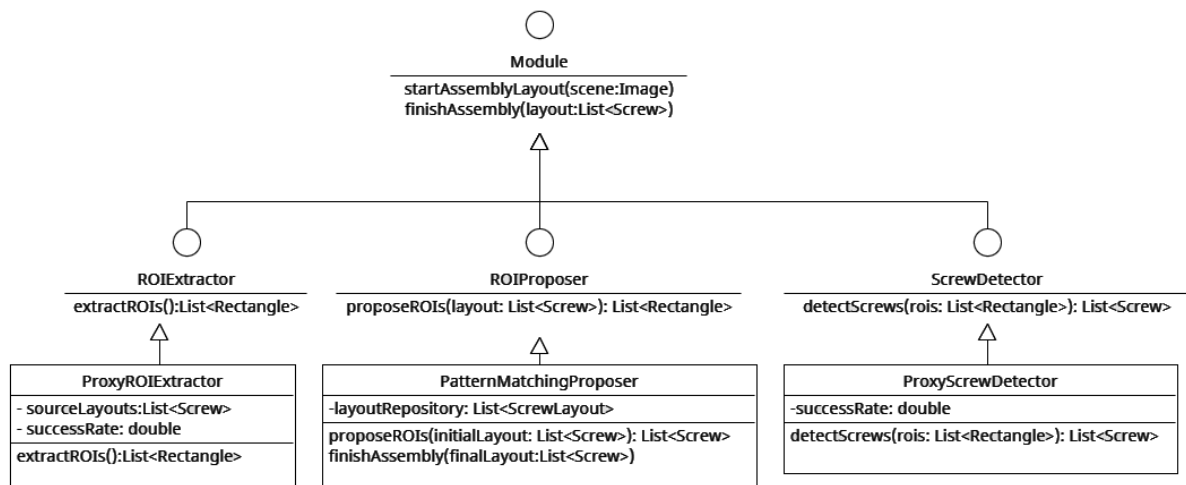 Module
startAssemblyLayout(scene:Image)
finishAssembly(layout:List<Screw>)
ROIExtractor
extractROIs():List<Rectangle>
ROIProposer
proposeROIs(layout: List<Screw>): List<Rectangle>
ScrewDetector
detectScrews(rois: List<Rectangle>): List<Screw>
ProxyROIExtractor
- sourceLayouts:List<Screw>
- successRate: double
extractROIs():List<Rectangle>
PatternMatchingProposer
-layoutRepository: List<ScrewLayout>
proposeROIs(initialLayout: List<Screw>): List<Screw>
finishAssembly(finalLayout:List<Screw>)
ProxyScrewDetector
-successRate: double
detectScrews(rois: List<Rectangle>): List<Screw>